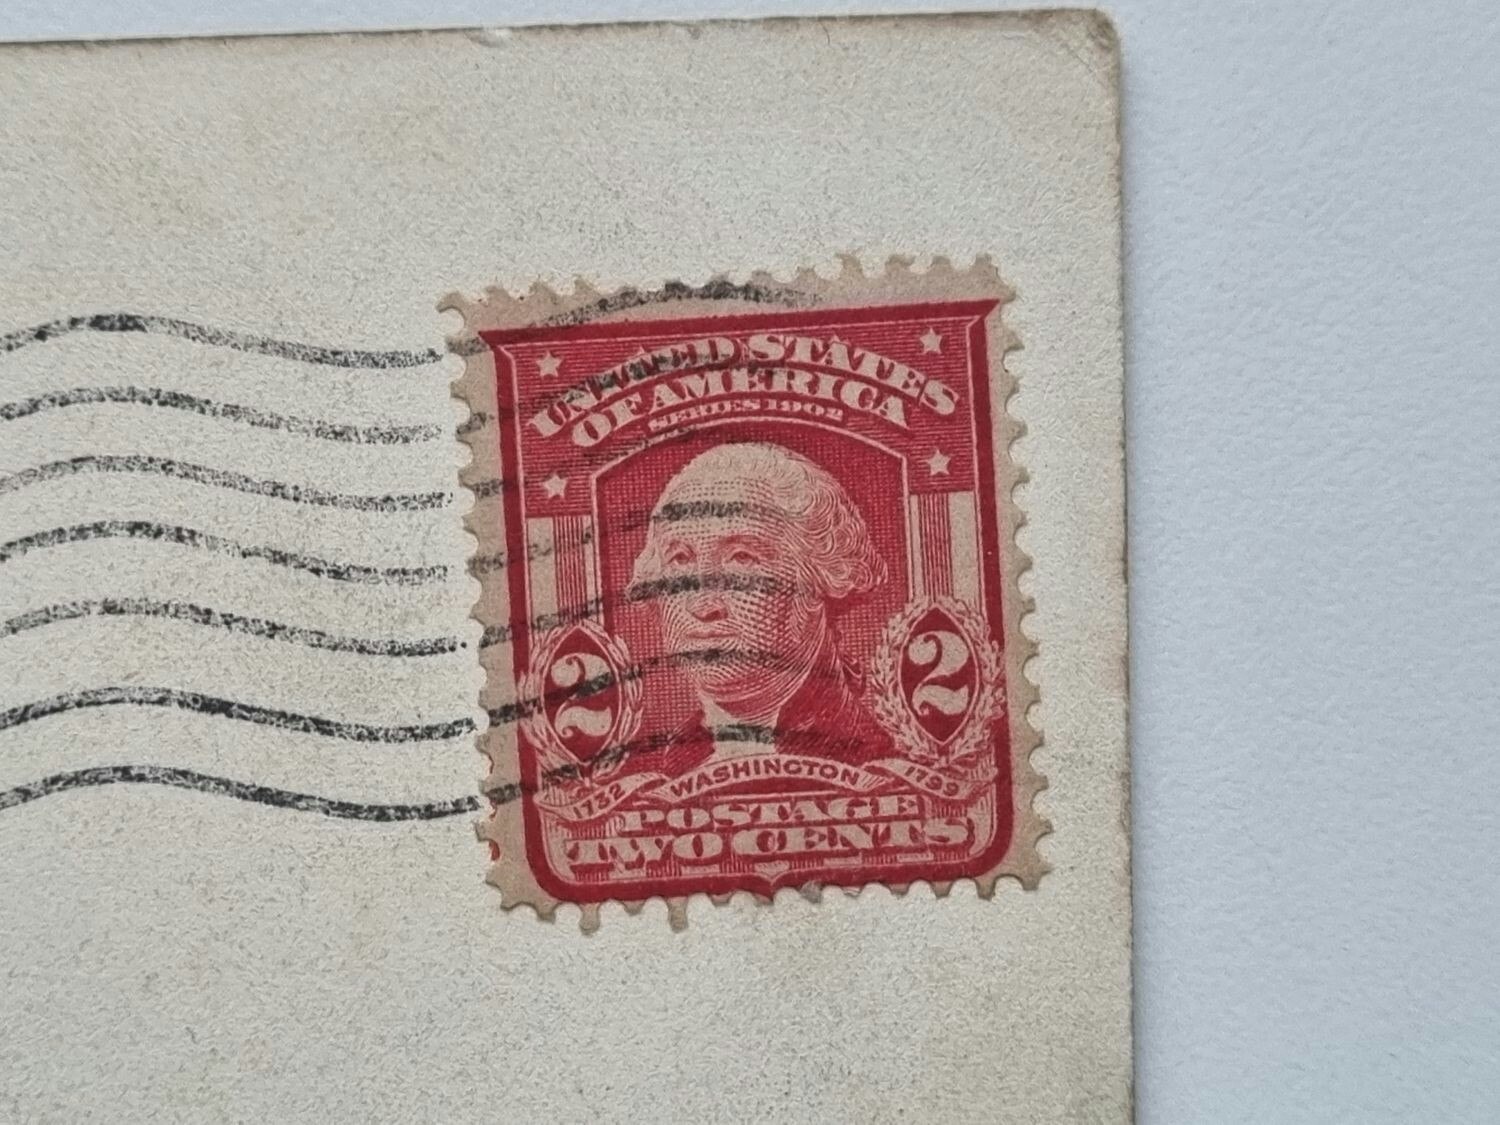 UNITED STATES
OF AMERICA
SERIES 1902
2 2
1732 WASHINGTON 1799
POSTAGE
TWO CENTS